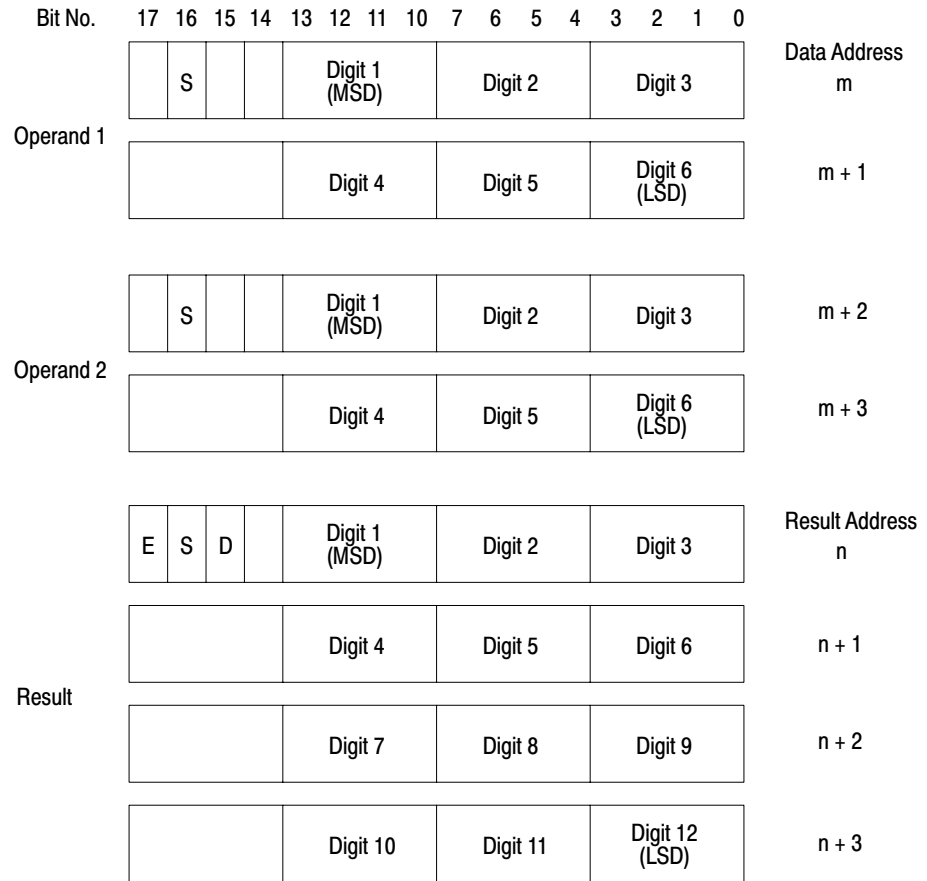 Bit No. 17 16 15 14 13 12 11 10 7 6 5 4 3 2 1 0
Data Address
S Digit 1 Digit 2 Digit 3 m
(MSD)
Operand 1
Digit 4 Digit 5 Digit 6 m + 1
(LSD)
S Digit 1 Digit 2 Digit 3 m + 2
(MSD)
Operand 2
Digit 4 Digit 5 Digit 6 m + 3
(LSD)
Result Address
E S D Digit 1 Digit 2 Digit 3 n
(MSD)
Digit 4 Digit 5 Digit 6 n + 1
Result
Digit 7 Digit 8 Digit 9 n + 2
Digit 10 Digit 11 Digit 12 n + 3
(LSD)